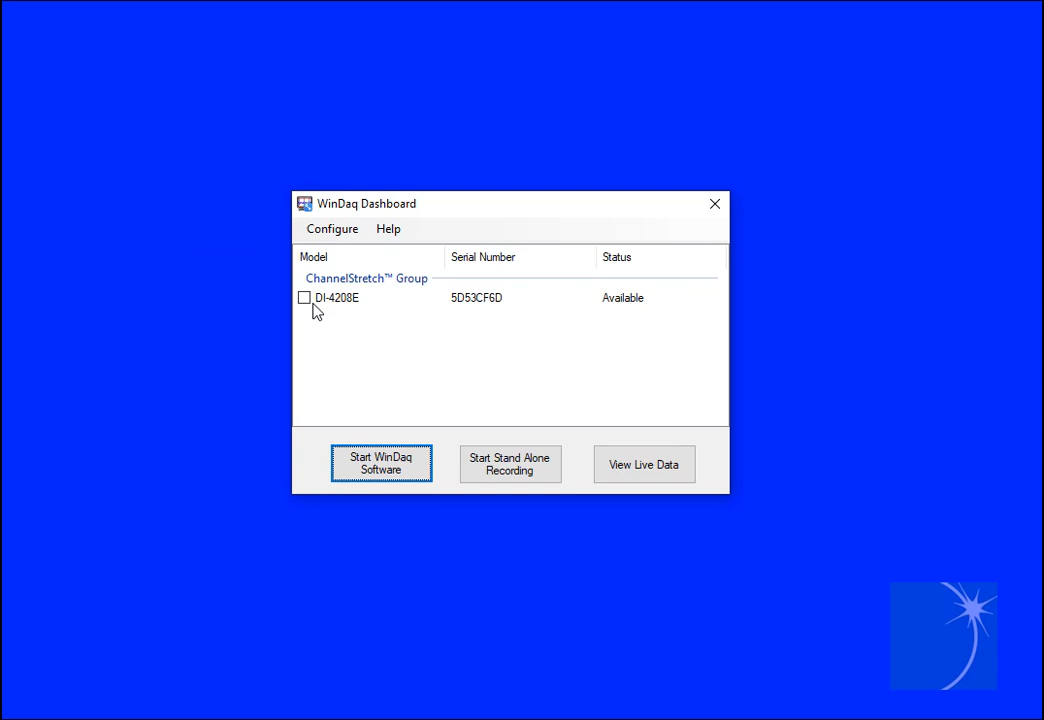 WinDaq Dashboard
Configure Help
Model Serial Number Status
ChannelStretch™ Group
DI-4208E 5D53CF6D Available
Start WinDaq
Software
Start Stand Alone
Recording
View Live Data